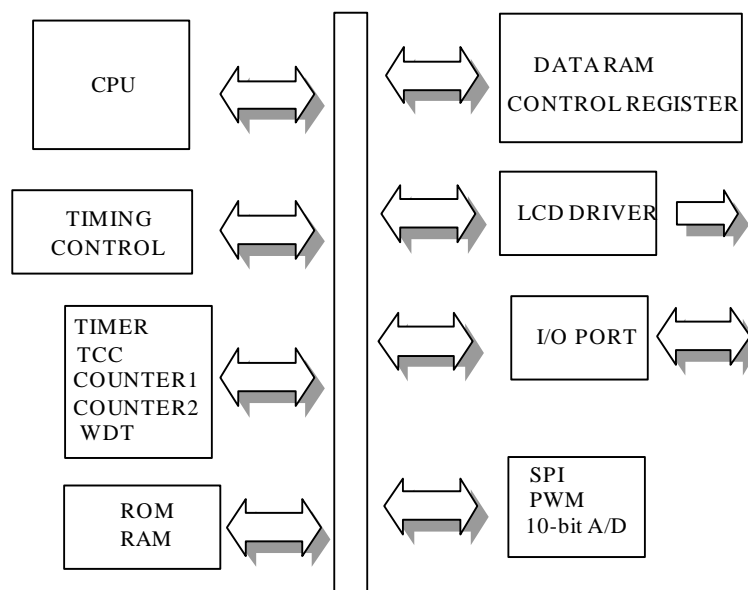 CPU
TIMING
CONTROL
TIMER
TCC
COUNTER1
COUNTER2
WDT
ROM
RAM
DATA RAM
CONTROL REGISTER
LCD DRIVER
I/O PORT
SPI
PWM
10-bit A/D